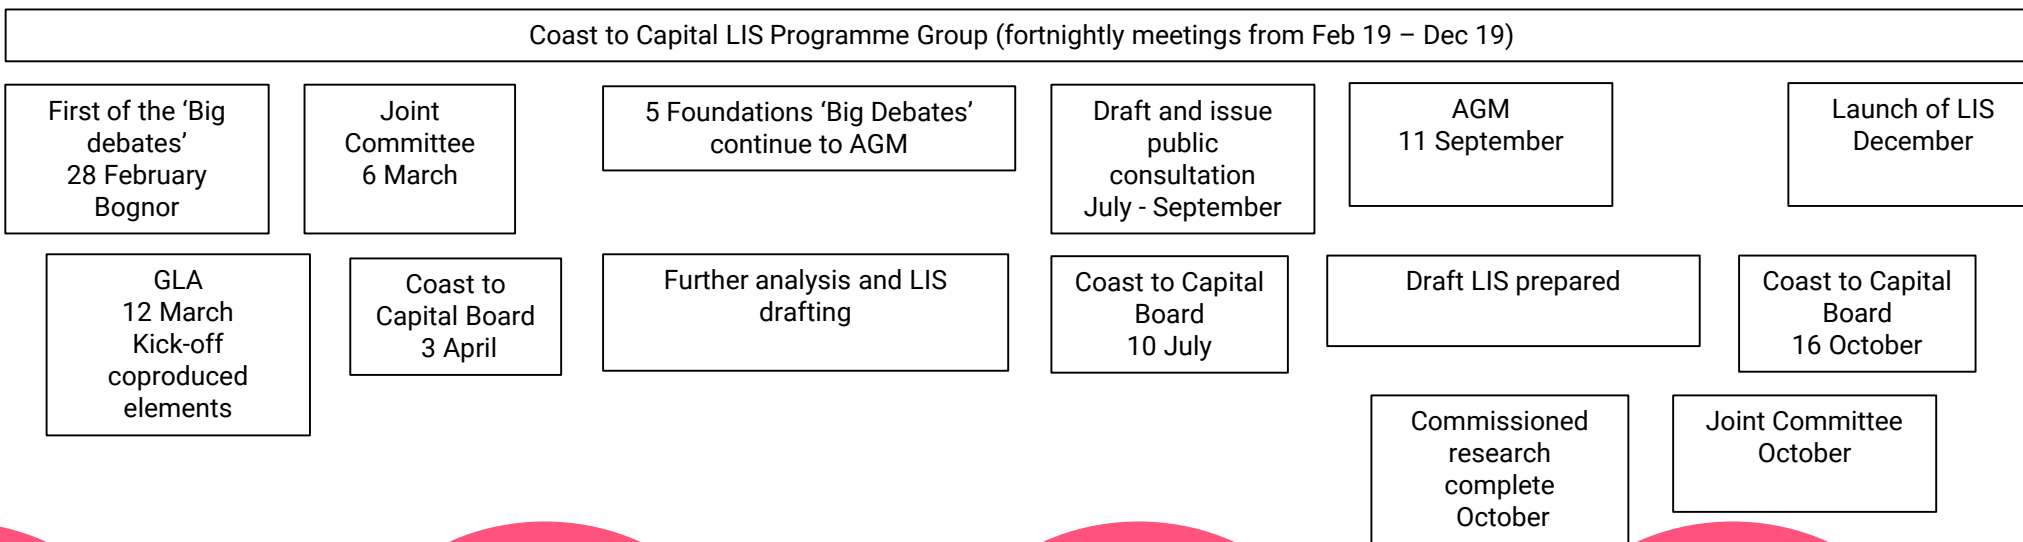 Coast to Capital LIS Programme Group (fortnightly meetings from Feb 19 – Dec 19)
First of the ‘Big
debates’
28 February
Bognor
Joint
Committee
6 March
5 Foundations ‘Big Debates’
continue to AGM
Draft and issue
public
consultation
July - September
AGM
11 September
Launch of LIS
December
GLA
12 March
Kick-off
coproduced
elements
Coast to
Capital Board
3 April
Further analysis and LIS
drafting
Coast to Capital
Board
10 July
Draft LIS prepared
Coast to Capital
Board
16 October
Commissioned
research
complete
October
Joint Committee
October